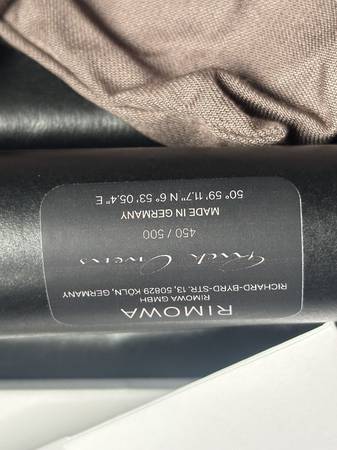 RIMOWA
RIMOWA GMBH
RICHARD-BYRD-STR. 13, 50829 KÖLN, GERMANY
Rick Owens
450 / 500
MADE IN GERMANY
50° 59' 11.7" N 6° 53' 05.4" E